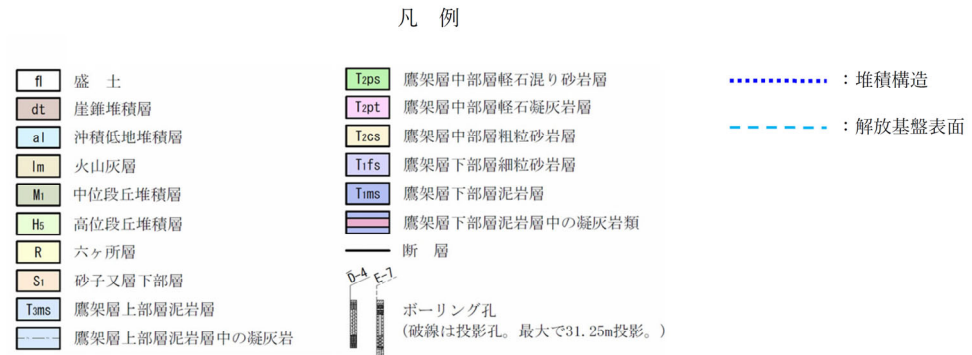 凡 例
fl 盛 土
dt 崖錐堆積層
al 沖積低地堆積層
lm 火山灰層
M1 中位段丘堆積層
H5 高位段丘堆積層
R 六ヶ所層
S1 砂子又層下部層
T3ms 鷹架層上部層泥岩層
鷹架層上部層泥岩層中の凝灰岩
T2ps 鷹架層中部層軽石混り砂岩層
T2pt 鷹架層中部層軽石凝灰岩層
T2cs 鷹架層中部層粗粒砂岩層
T1fs 鷹架層下部層細粒砂岩層
T1ms 鷹架層下部層泥岩層
鷹架層下部層泥岩層中の凝灰岩類
断 層
D-4 E-7
ボーリング孔
(破線は投影孔。最大で31.25m投影。)
：堆積構造
：解放基盤表面